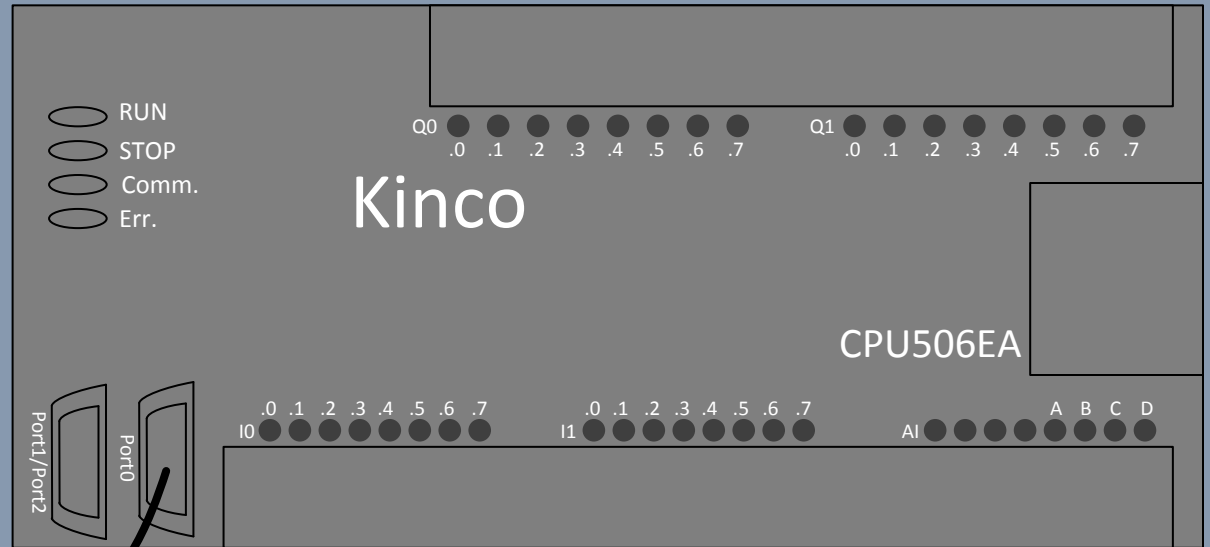 RUN
STOP
Comm.
Err.
Q0
.0 .1 .2 .3 .4 .5 .6 .7
Q1
.0 .1 .2 .3 .4 .5 .6 .7
Kinco
CPU506EA
Port1/Port2
Port0
.0 .1 .2 .3 .4 .5 .6 .7
I0
.0 .1 .2 .3 .4 .5 .6 .7
I1
A B C D
AI